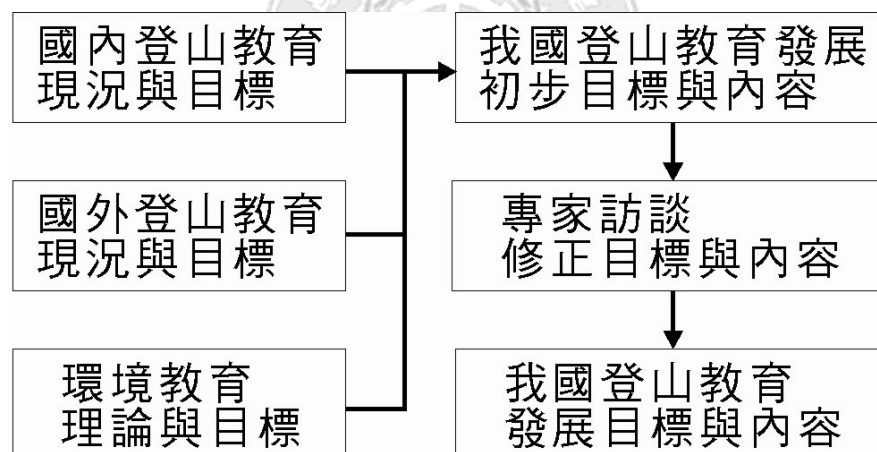 國內登山教育
現況與目標
國外登山教育
現況與目標
環境教育
理論與目標
我國登山教育發展
初步目標與內容
專家訪談
修正目標與內容
我國登山教育
發展目標與內容